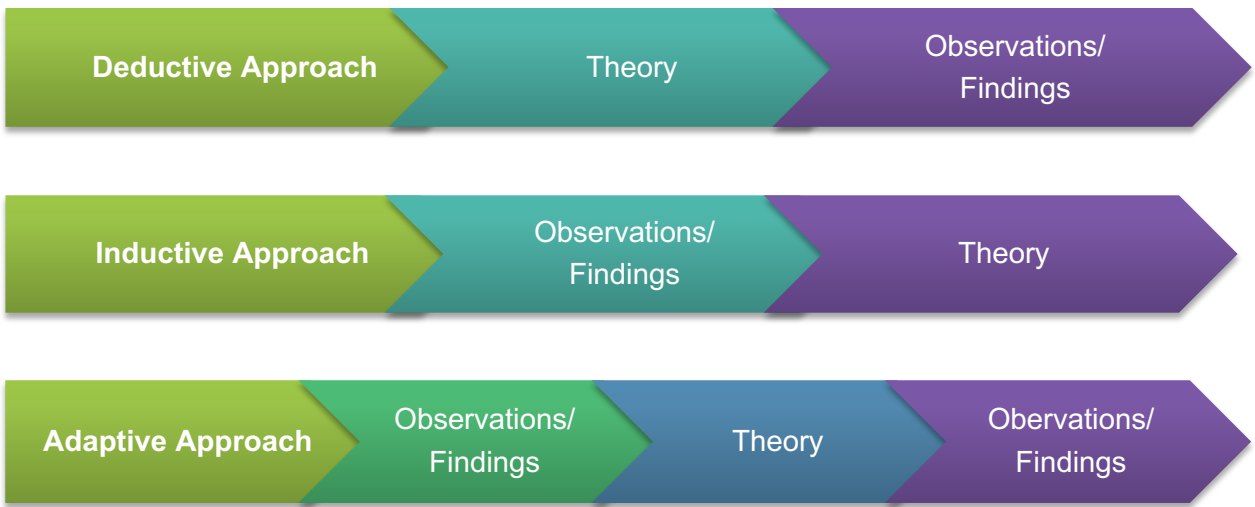 Deductive Approach
Theory
Observations/
Findings
Inductive Approach
Observations/
Findings
Theory
Adaptive Approach
Observations/
Findings
Theory
Obervations/
Findings